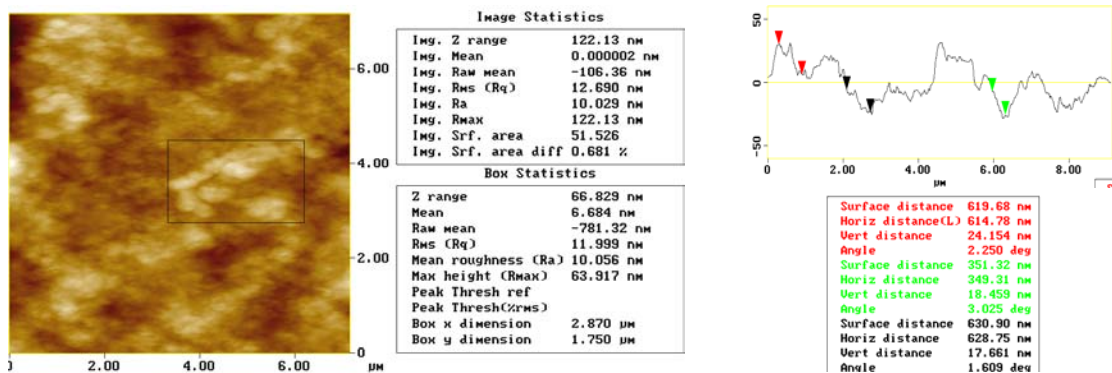 6.00
4.00
2.00
0
0
2.00
4.00
6.00
µm
Image Statistics
Img. Z range 122.13 nm
Img. Mean 0.000002 nm
Img. Raw mean -106.36 nm
Img. Rms (Rq) 12.690 nm
Img. Ra 10.029 nm
Img. Rmax 122.13 nm
Img. Srf. area 51.526
Img. Srf. area diff 0.681 %
Box Statistics
Z range 66.829 nm
Mean 6.684 nm
Raw mean -781.32 nm
Rms (Rq) 11.999 nm
Mean roughness (Ra) 10.056 nm
Max height (Rmax) 63.917 nm
Peak Thresh ref
Peak Thresh(%rms)
Box x dimension 2.870 µm
Box y dimension 1.750 µm
50
0
-50
0
2.00
4.00
6.00
µm
Surface distance 619.68 nm
Horiz distance(L) 614.78 nm
Vert distance 24.154 nm
Angle 2.250 deg
Surface distance 351.32 nm
Horiz distance 349.31 nm
Vert distance 18.459 nm
Angle 3.025 deg
Surface distance 630.90 nm
Horiz distance 628.75 nm
Vert distance 17.661 nm
Angle 1.609 deg